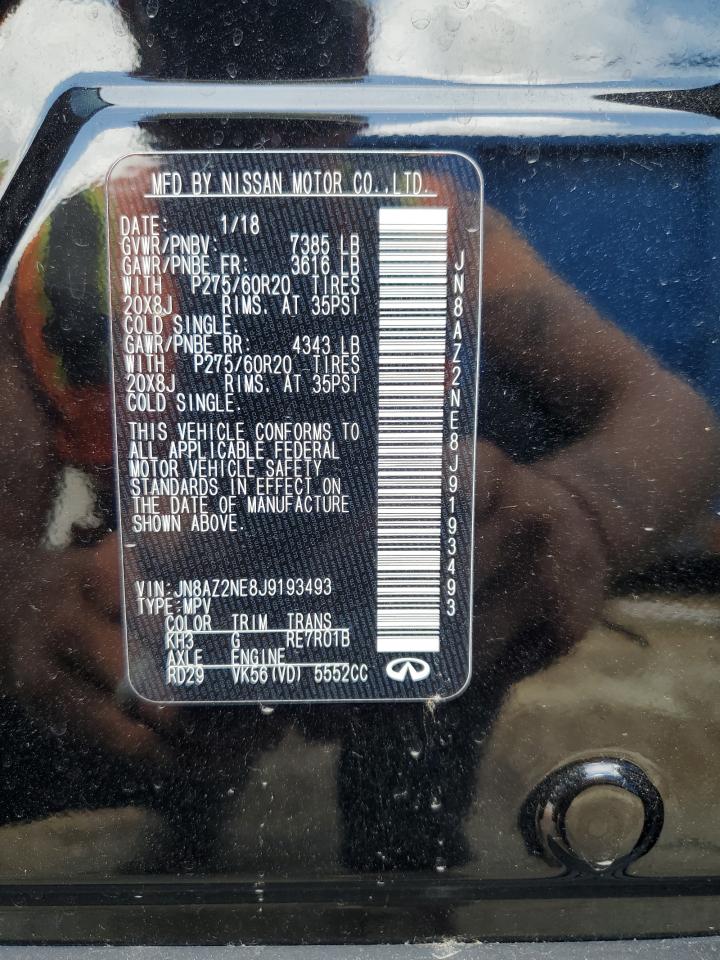 MFD BY NISSAN MOTOR CO.,LTD.
DATE: 1/18
GVWR/PNBV: 7385 LB
GAWR/PNBE FR: 3616 LB
WITH P275/60R20 TIRES
20X8J RIMS. AT 35PSI
COLD SINGLE.
GAWR/PNBE RR: 4343 LB
WITH P275/60R20 TIRES
20X8J RIMS. AT 35PSI
COLD SINGLE.
THIS VEHICLE CONFORMS TO
ALL APPLICABLE FEDERAL
MOTOR VEHICLE SAFETY
STANDARDS IN EFFECT ON
THE DATE OF MANUFACTURE
SHOWN ABOVE.
VIN:JN8AZ2NE8J9193493
TYPE:MPV
COLOR TRIM TRANS
KH3 G RE7R01B
AXLE ENGINE
RD29 VK56(VD) 5552CC
JN8AZ2NE8J9193493